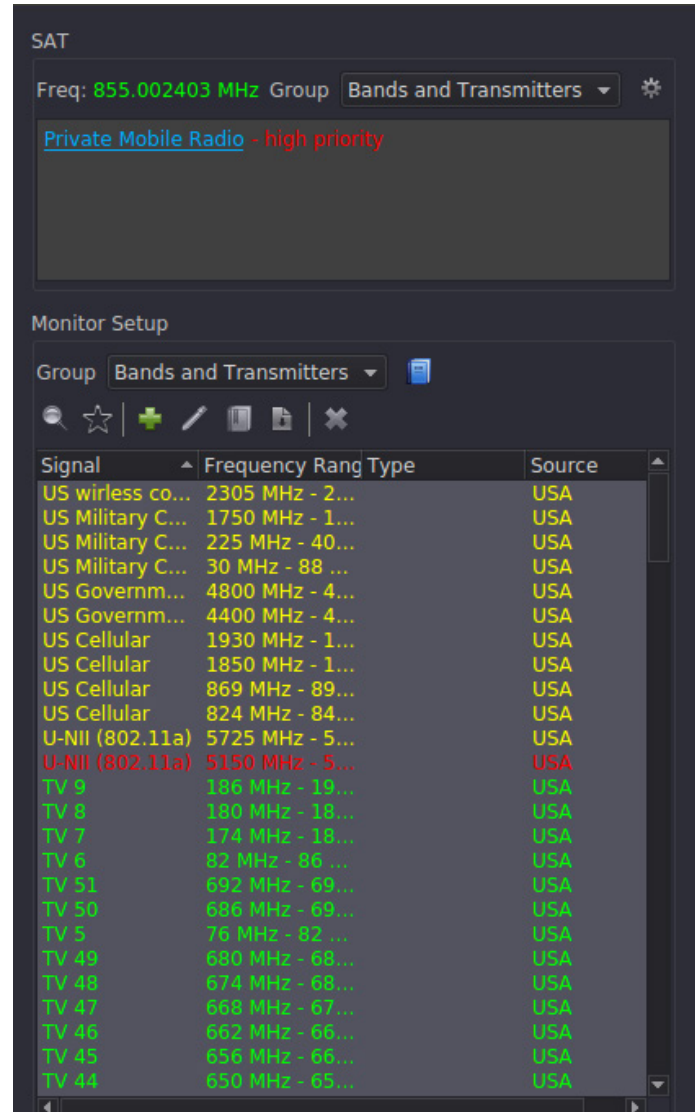 SAT
Freq: 855.002403 MHz Group Bands and Transmitters
Private Mobile Radio - high priority
Monitor Setup
Group Bands and Transmitters
Signal Frequency Rang Type Source
US wirless co... 2305 MHz - 2... USA
US Military C... 1750 MHz - 1... USA
US Military C... 225 MHz - 40... USA
US Military C... 30 MHz - 88 ... USA
US Governm... 4800 MHz - 4... USA
US Governm... 4400 MHz - 4... USA
US Cellular 1930 MHz - 1... USA
US Cellular 1850 MHz - 1... USA
US Cellular 869 MHz - 89... USA
US Cellular 824 MHz - 84... USA
U-NII (802.11a) 5725 MHz - 5... USA
U-NII (802.11a) 5150 MHz - 5... USA
TV 9 186 MHz - 19... USA
TV 8 180 MHz - 18... USA
TV 7 174 MHz - 18... USA
TV 6 82 MHz - 86 ... USA
TV 51 692 MHz - 69... USA
TV 50 686 MHz - 69... USA
TV 5 76 MHz - 82 ... USA
TV 49 680 MHz - 68... USA
TV 48 674 MHz - 68... USA
TV 47 668 MHz - 67... USA
TV 46 662 MHz - 66... USA
TV 45 656 MHz - 66... USA
TV 44 650 MHz - 65... USA